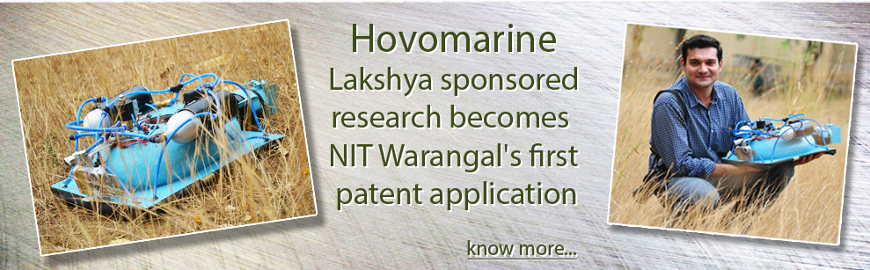 Hovomarine
Lakshya sponsored
research becomes
NIT Warangal's first
patent application
know more...